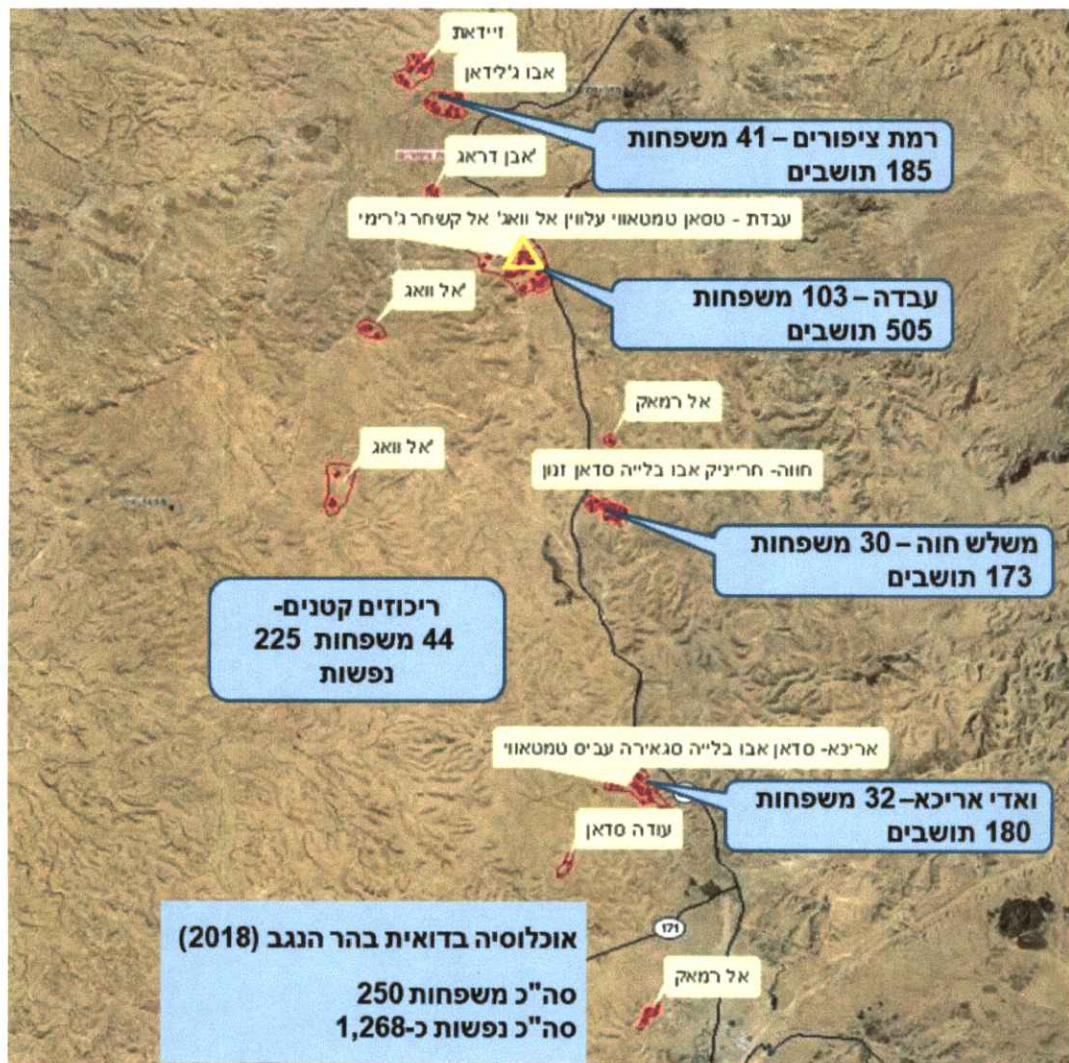 זיידאת
אבו ג'לידאן
רמת ציפורים – 41 משפחות
185 תושבים
אבן דראג'
עבדת - טסאן טמטאווי עלווין אל וואג' אל קשחר ג'רימי
עבדה – 103 משפחות
505 תושבים
אל וואג'
אל רמאק
אל וואג'
חווה- חרייניק אבו בלייה סדאן זנון
משלש חוה – 30 משפחות
173 תושבים
ריכוזים קטנים-
44 משפחות 225
נפשות
אריכא- סדאן אבו בלייה סגאירה עביס טמטאווי
ואדי אריכא– 32 משפחות
180 תושבים
עודה סדאן
171
אוכלוסיה בדואית בהר הנגב (2018)
סה"כ משפחות 250
סה"כ נפשות כ-1,268
אל רמאק